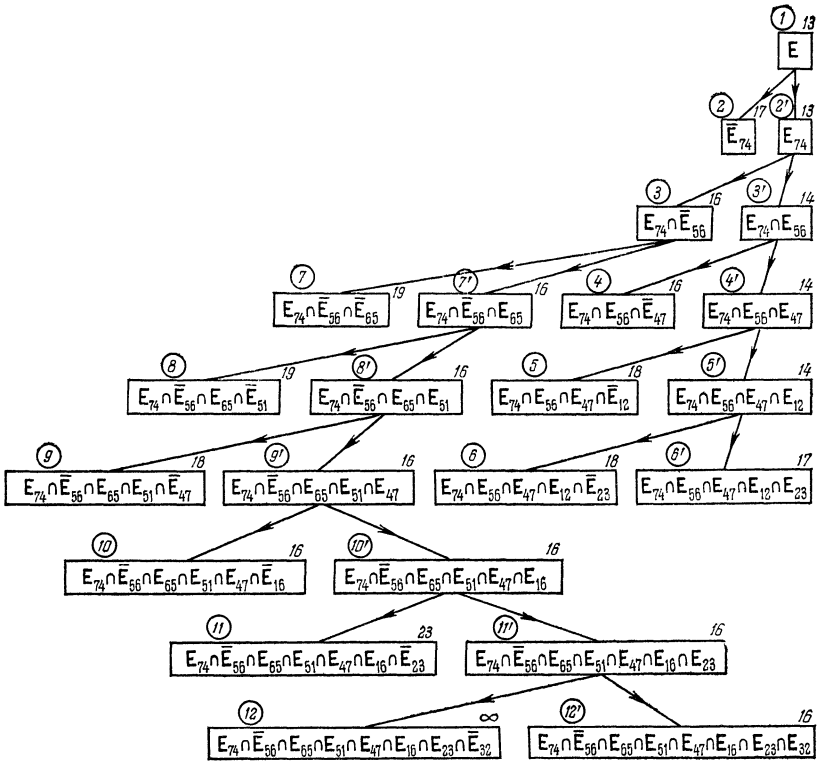 1 13
E
2 17 2' 13
Ē₇₄ E₇₄
3 16 3' 14
E₇₄∩Ē₅₆ E₇₄∩E₅₆
7 19 7' 16 4 16 4' 14
E₇₄∩Ē₅₆∩Ē₆₅ E₇₄∩Ē₅₆∩E₆₅ E₇₄∩E₅₆∩Ē₄₇ E₇₄∩E₅₆∩E₄₇
8 19 8' 16 5 18 5' 14
E₇₄∩Ē₅₆∩E₆₅∩Ē₅₁ E₇₄∩Ē₅₆∩E₆₅∩E₅₁ E₇₄∩E₅₆∩E₄₇∩Ē₁₂ E₇₄∩E₅₆∩E₄₇∩E₁₂
9 18 9' 16 6 18 6' 17
E₇₄∩Ē₅₆∩E₆₅∩E₅₁∩Ē₄₇ E₇₄∩Ē₅₆∩E₆₅∩E₅₁∩E₄₇ E₇₄∩E₅₆∩E₄₇∩E₁₂∩Ē₂₃ E₇₄∩E₅₆∩E₄₇∩E₁₂∩E₂₃
10 16 10' 16
E₇₄∩Ē₅₆∩E₆₅∩E₅₁∩E₄₇∩Ē₁₆ E₇₄∩Ē₅₆∩E₆₅∩E₅₁∩E₄₇∩E₁₆
11 23 11' 16
E₇₄∩Ē₅₆∩E₆₅∩E₅₁∩E₄₇∩E₁₆∩Ē₂₃ E₇₄∩Ē₅₆∩E₆₅∩E₅₁∩E₄₇∩E₁₆∩E₂₃
12 ∞ 12' 16
E₇₄∩Ē₅₆∩E₆₅∩E₅₁∩E₄₇∩E₁₆∩E₂₃∩Ē₃₂ E₇₄∩Ē₅₆∩E₆₅∩E₅₁∩E₄₇∩E₁₆∩E₂₃∩E₃₂